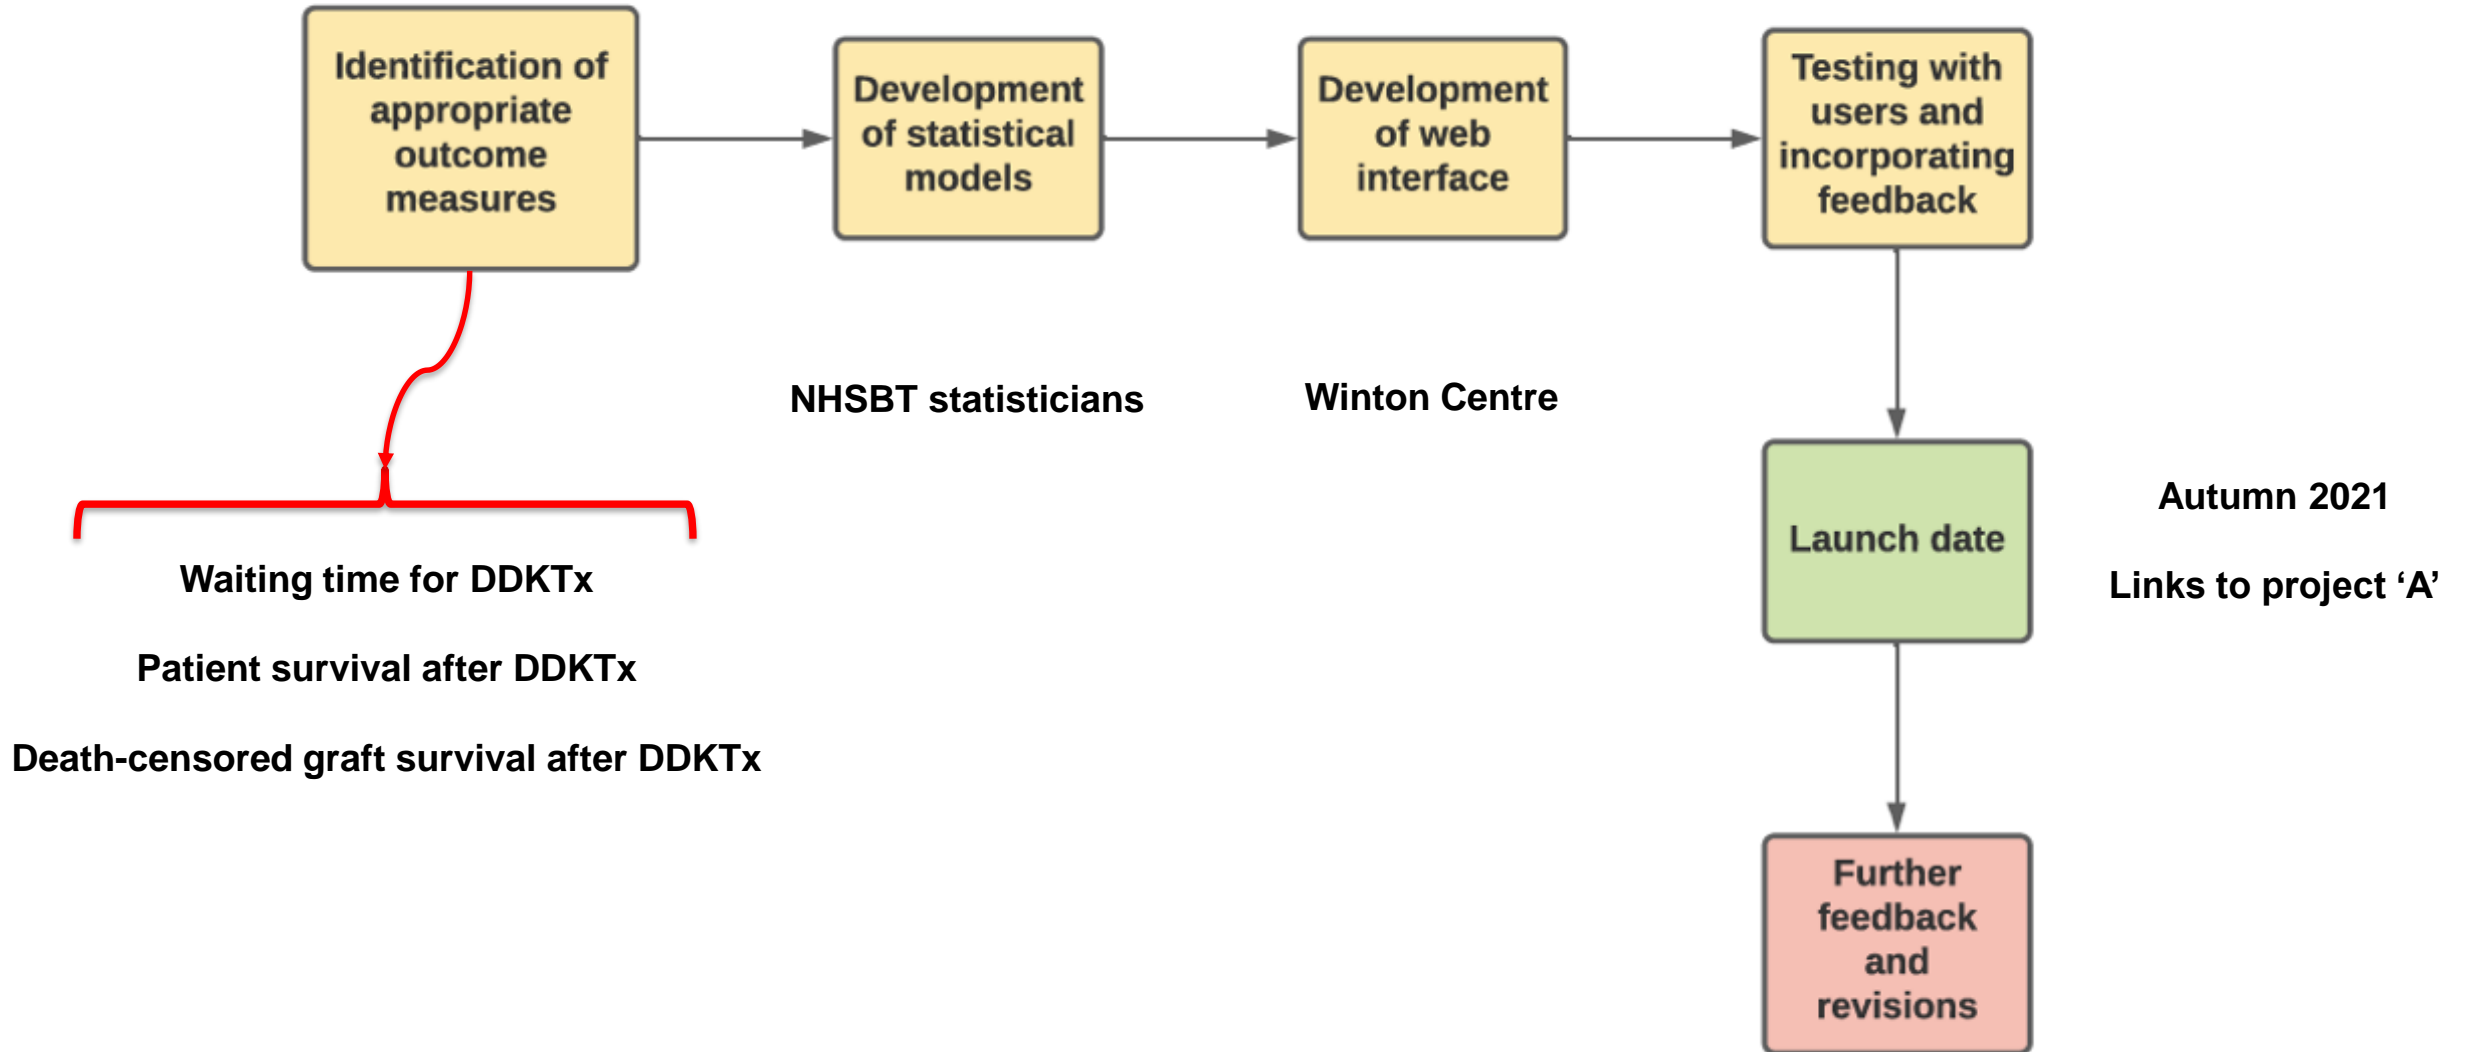 Identification of
appropriate
outcome
measures
Development
of statistical
models
Development
of web
interface
Testing with
users and
incorporating
feedback
NHSBT statisticians
Winton Centre
Waiting time for DDKTx
Patient survival after DDKTx
Death-censored graft survival after DDKTx
Launch date
Autumn 2021
Links to project ‘A’
Further
feedback
and
revisions